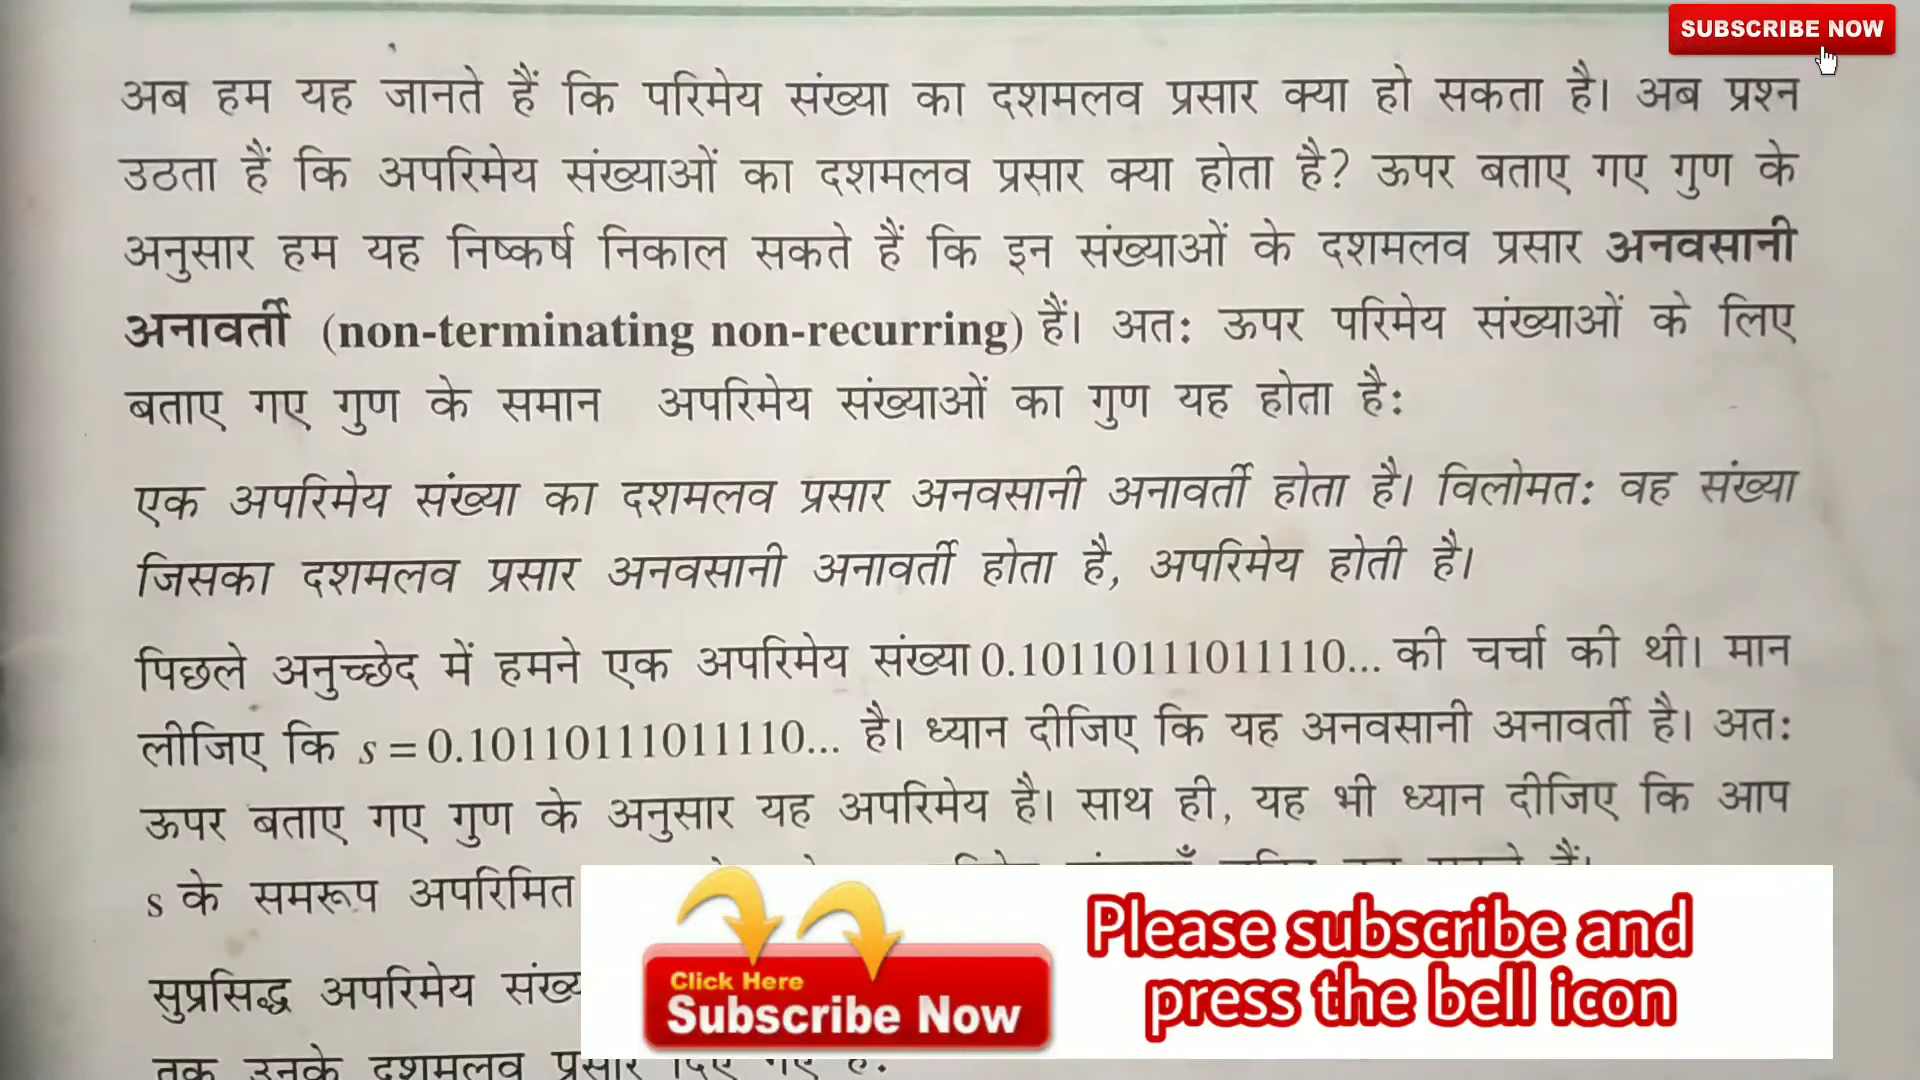 SUBSCRIBE NOW
अब हम यह जानते हैं कि परिमेय संख्या का दशमलव प्रसार क्या हो सकता है। अब प्रश्न
उठता हैं कि अपरिमेय संख्याओं का दशमलव प्रसार क्या होता है? ऊपर बताए गए गुण के
अनुसार हम यह निष्कर्ष निकाल सकते हैं कि इन संख्याओं के दशमलव प्रसार अनवसानी
अनावर्ती (non-terminating non-recurring) हैं। अत: ऊपर परिमेय संख्याओं के लिए
बताए गए गुण के समान अपरिमेय संख्याओं का गुण यह होता है:
एक अपरिमेय संख्या का दशमलव प्रसार अनवसानी अनावर्ती होता है। विलोमत: वह संख्या
जिसका दशमलव प्रसार अनवसानी अनावर्ती होता है, अपरिमेय होती है।
पिछले अनुच्छेद में हमने एक अपरिमेय संख्या 0.10110111011110... की चर्चा की थी। मान
लीजिए कि s = 0.10110111011110... है। ध्यान दीजिए कि यह अनवसानी अनावर्ती है। अत:
ऊपर बताए गए गुण के अनुसार यह अपरिमेय है। साथ ही, यह भी ध्यान दीजिए कि आप
s के समरूप अपरिमित
सुप्रसिद्ध अपरिमेय
तक उनके दशमलव प्रसार दिए गए हैं:
Click Here
Subscribe Now
Please subscribe and
press the bell icon